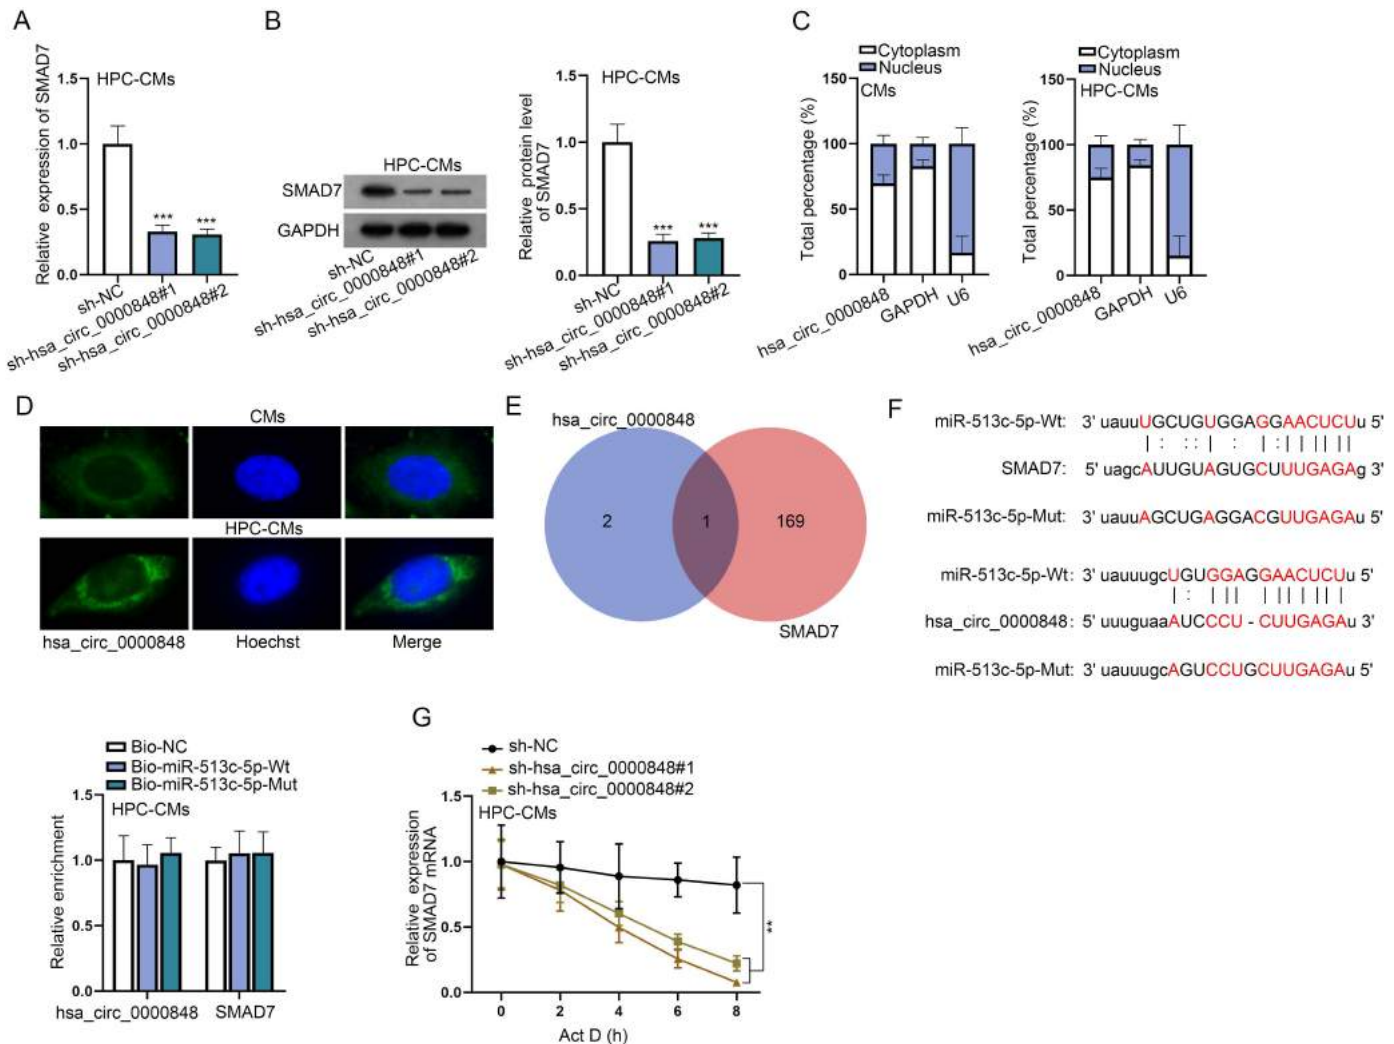 A
Relative expression of SMAD7
HPC-CMs
1.5
1.0
0.5
0.0
***
***
sh-NC
sh-hsa_circ_0000848#1
sh-hsa_circ_0000848#2
B
HPC-CMs
SMAD7
GAPDH
sh-NC
sh-hsa_circ_0000848#1
sh-hsa_circ_0000848#2
Relative protein level
of SMAD7
HPC-CMs
1.5
1.0
0.5
0.0
***
***
sh-NC
sh-hsa_circ_0000848#1
sh-hsa_circ_0000848#2
C
Cytoplasm
Nucleus
CMs
Total percentage (%)
150
100
50
0
hsa_circ_0000848
GAPDH
U6
Cytoplasm
Nucleus
HPC-CMs
Total percentage (%)
150
100
50
0
hsa_circ_0000848
GAPDH
U6
D
CMs
HPC-CMs
hsa_circ_0000848
Hoechst
Merge
E
hsa_circ_0000848
2
1
169
SMAD7
F
miR-513c-5p-Wt: 3' uauuUGCUGUGGAGGAACUCUu 5'
SMAD7: 5' uagcAUUGUAGUGCUUUGAGAg 3'
miR-513c-5p-Mut: 3' uauuAGCUGAGGACGUUGAGAu 5'
miR-513c-5p-Wt: 3' uauuugcUGUGGAGGAACUCUu 5'
hsa_circ_0000848: 5' uuuguaaAUCCCU-CUUGAGAu 3'
miR-513c-5p-Mut: 3' uauuugcAGUCCUGCUUGAGAu 5'
Bio-NC
Bio-miR-513c-5p-Wt
Bio-miR-513c-5p-Mut
HPC-CMs
Relative enrichment
1.5
1.0
0.5
0.0
hsa_circ_0000848
SMAD7
G
sh-NC
sh-hsa_circ_0000848#1
sh-hsa_circ_0000848#2
HPC-CMs
Relative expression
of SMAD7 mRNA
1.5
1.0
0.5
0.0
**
0
2
4
6
8
Act D (h)